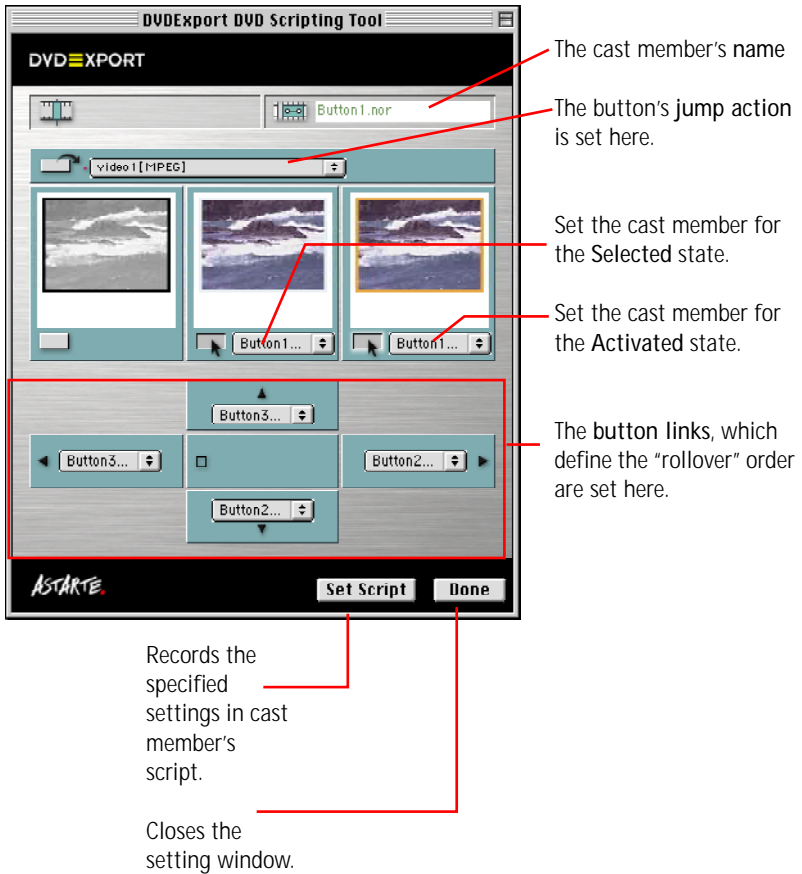 DVDExport DVD Scripting Tool
DVDEXPORT
Button1.nor
video1[MPEG]
Button1...
Button1...
Button3...
Button3...
Button2...
Button2...
ASTARTE.
Set Script
Done
The cast member's name
The button's jump action
is set here.
Set the cast member for
the Selected state.
Set the cast member for
the Activated state.
The button links, which
define the “rollover” order
are set here.
Records the
specified
settings in cast
member's
script.
Closes the
setting window.